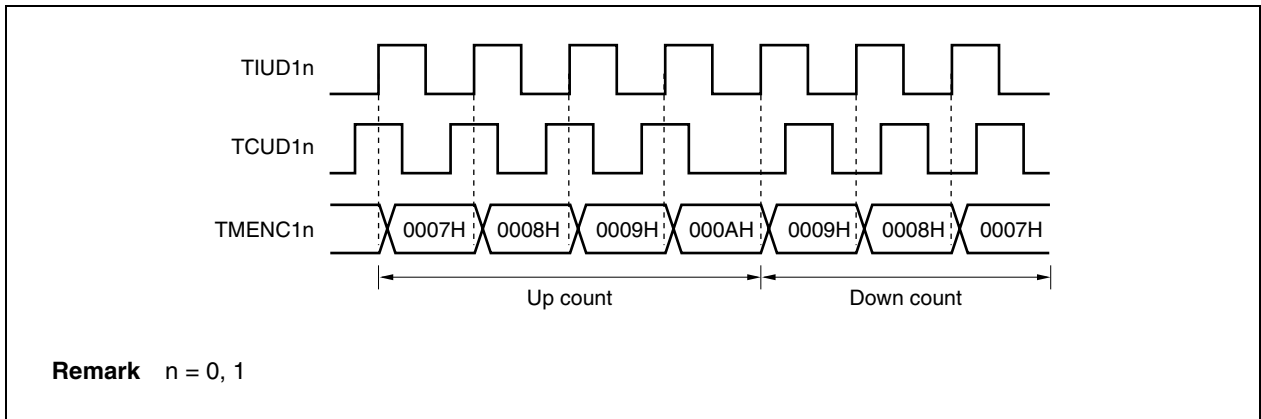 TIUD1n
TCUD1n
TMENC1n 0007H 0008H 0009H 000AH 0009H 0008H 0007H
Up count Down count
Remark n = 0, 1